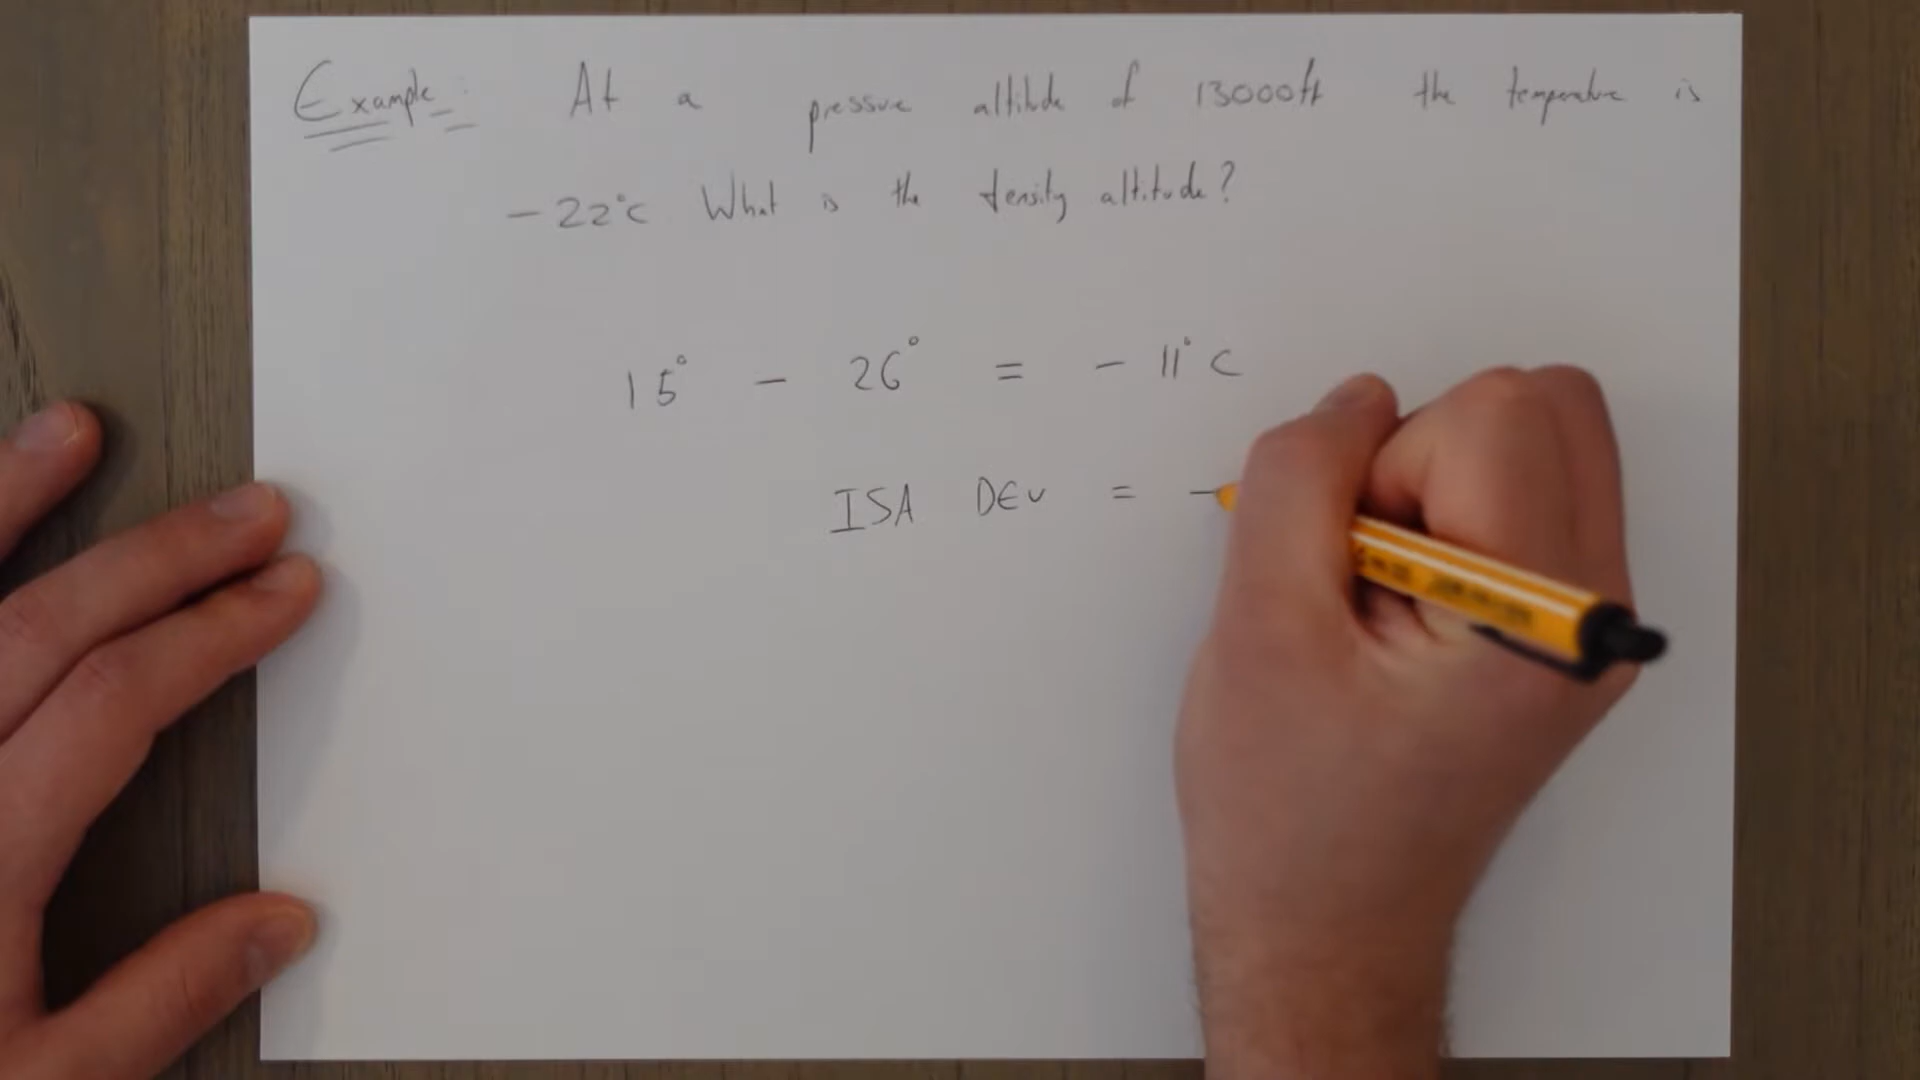 Example: At a pressure altitude of 13000ft the temperature is
-22°C What is the density altitude?
15° - 26° = - 11°C
ISA DEV = -